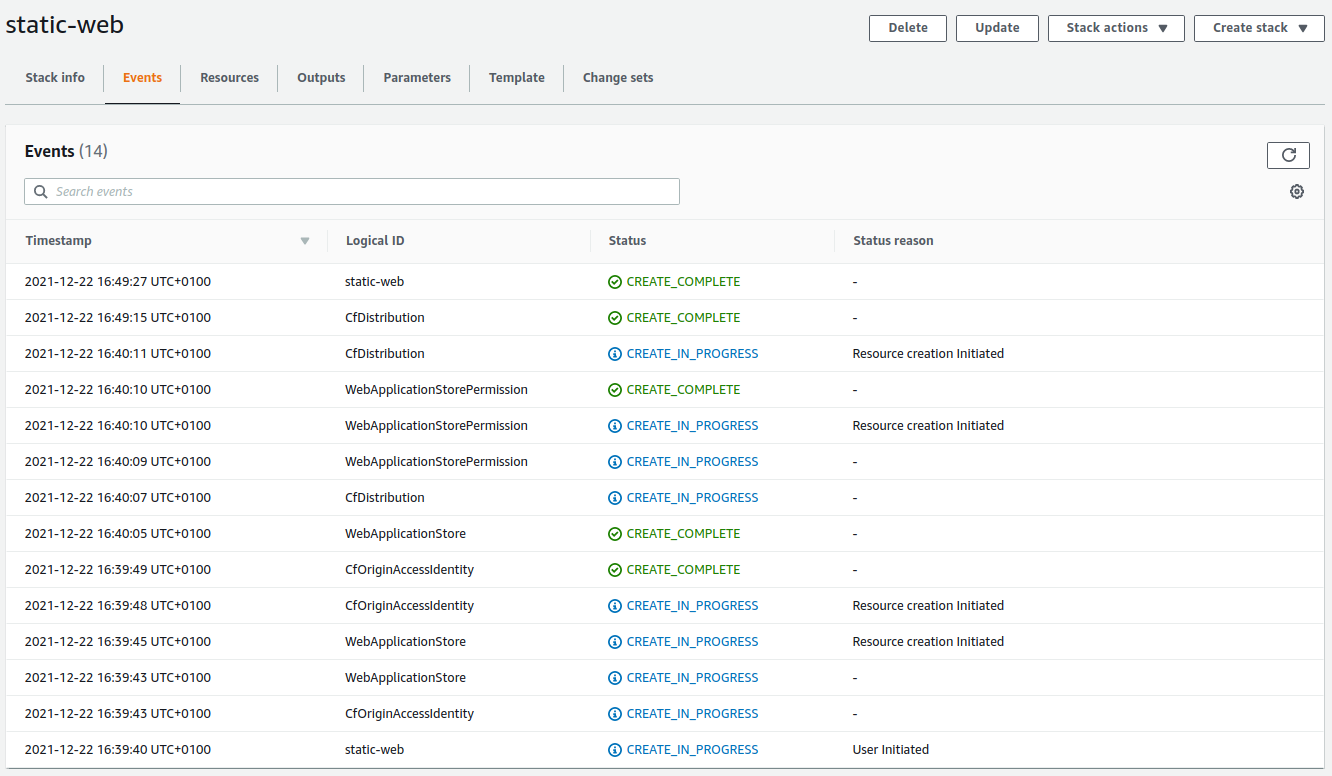 static-web
Delete Update Stack actions Create stack
Stack info Events Resources Outputs Parameters Template Change sets
Events (14)
Search events
Timestamp Logical ID Status Status reason
2021-12-22 16:49:27 UTC+0100 static-web CREATE_COMPLETE -
2021-12-22 16:49:15 UTC+0100 CfDistribution CREATE_COMPLETE -
2021-12-22 16:40:11 UTC+0100 CfDistribution CREATE_IN_PROGRESS Resource creation Initiated
2021-12-22 16:40:10 UTC+0100 WebApplicationStorePermission CREATE_COMPLETE -
2021-12-22 16:40:10 UTC+0100 WebApplicationStorePermission CREATE_IN_PROGRESS Resource creation Initiated
2021-12-22 16:40:09 UTC+0100 WebApplicationStorePermission CREATE_IN_PROGRESS -
2021-12-22 16:40:07 UTC+0100 CfDistribution CREATE_IN_PROGRESS -
2021-12-22 16:40:05 UTC+0100 WebApplicationStore CREATE_COMPLETE -
2021-12-22 16:39:49 UTC+0100 CfOriginAccessIdentity CREATE_COMPLETE -
2021-12-22 16:39:48 UTC+0100 CfOriginAccessIdentity CREATE_IN_PROGRESS Resource creation Initiated
2021-12-22 16:39:45 UTC+0100 WebApplicationStore CREATE_IN_PROGRESS Resource creation Initiated
2021-12-22 16:39:43 UTC+0100 WebApplicationStore CREATE_IN_PROGRESS -
2021-12-22 16:39:43 UTC+0100 CfOriginAccessIdentity CREATE_IN_PROGRESS -
2021-12-22 16:39:40 UTC+0100 static-web CREATE_IN_PROGRESS User Initiated